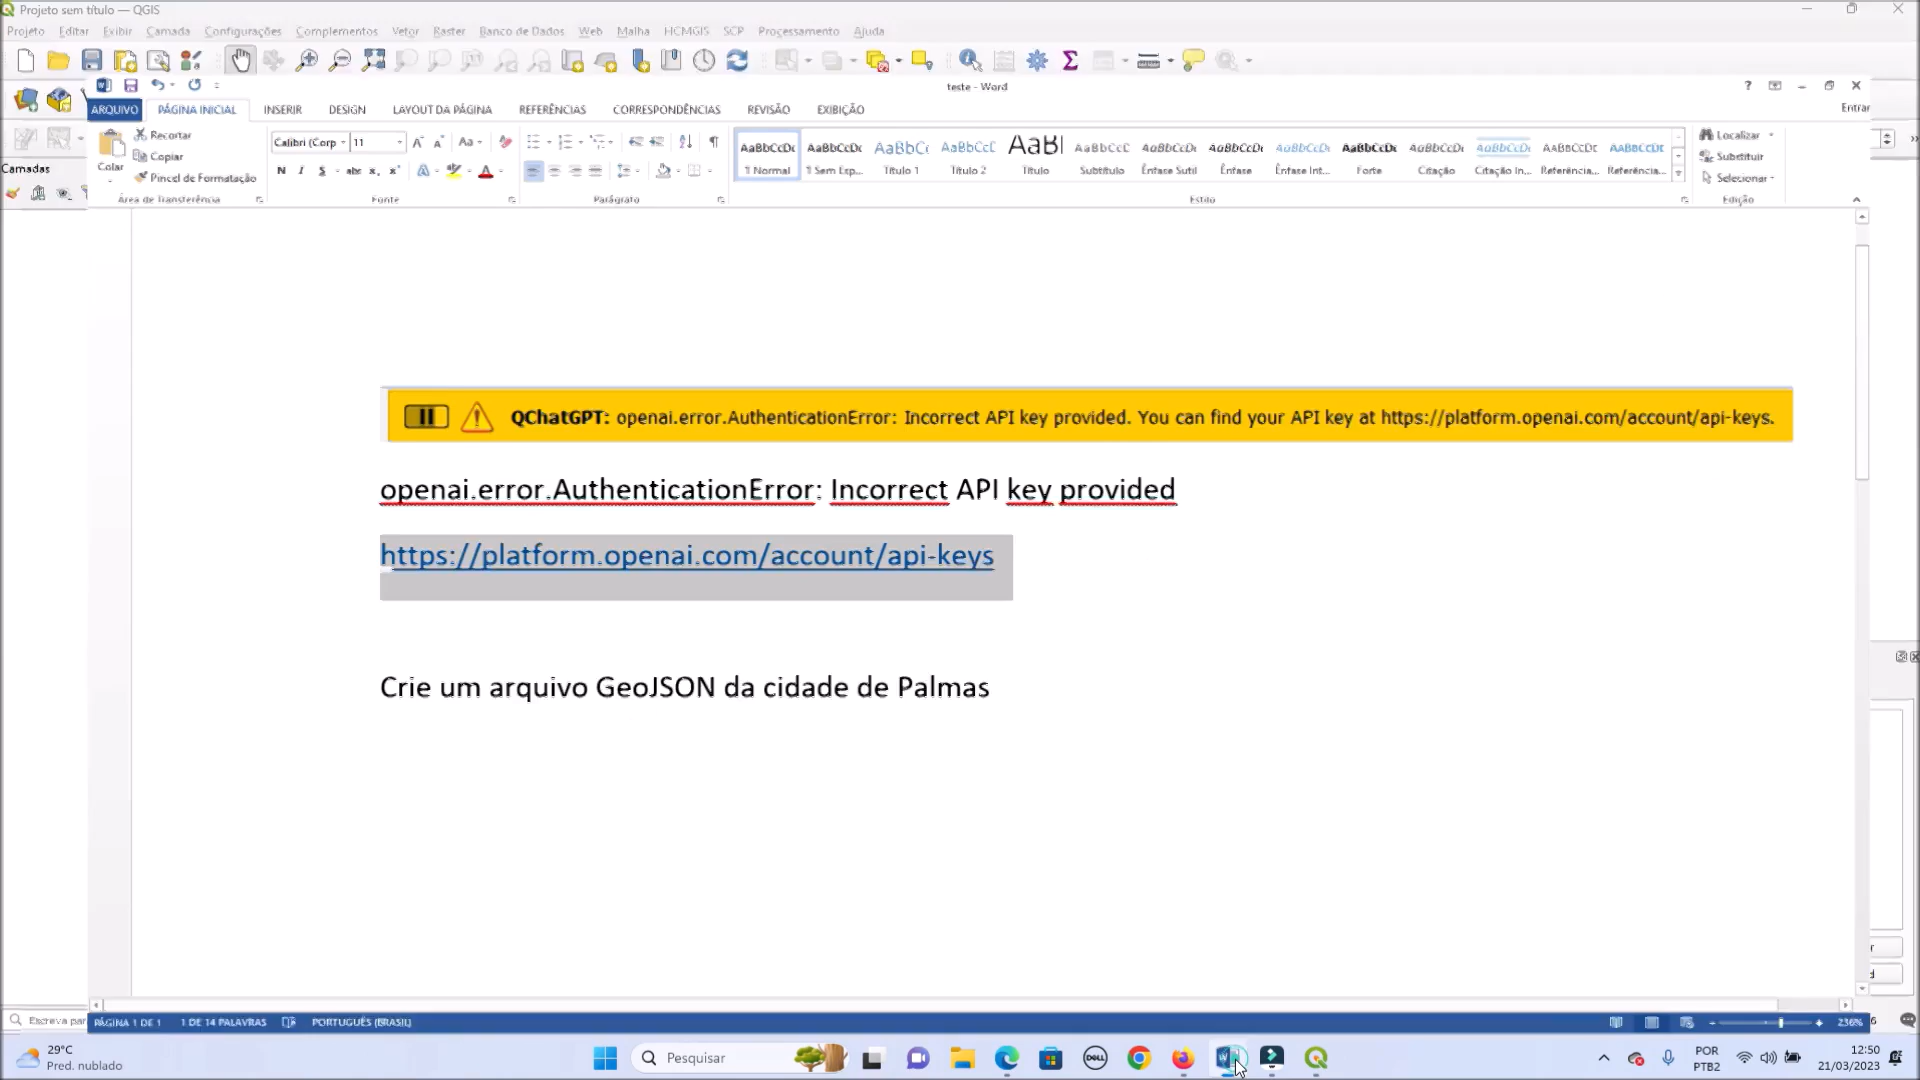 Projeto sem título — QGIS
Projeto Editar Exibir Camada Configurações Complementos Vetor Raster Banco de Dados Web Malha HCMGIS SCP Processamento Ajuda
teste - Word
ARQUIVO PÁGINA INICIAL INSERIR DESIGN LAYOUT DA PÁGINA REFERÊNCIAS CORRESPONDÊNCIAS REVISÃO EXIBIÇÃO Entrar
Colar
Recortar
Copiar
Pincel de Formatação
Área de Transferência
Calibri (Corp 11
N I S abc
Fonte
Parágrafo
¶ Normal
¶ Sem Esp...
Título 1
Título 2
Título
Subtítulo
Ênfase Sutil
Ênfase
Ênfase Int...
Forte
Citação
Citação In...
Referência...
Referência...
Estilo
Localizar
Substituir
Selecionar
Edição
Camadas
QChatGPT: openai.error.AuthenticationError: Incorrect API key provided. You can find your API key at https://platform.openai.com/account/api-keys.
openai.error.AuthenticationError: Incorrect API key provided
https://platform.openai.com/account/api-keys
Crie um arquivo GeoJSON da cidade de Palmas
Escreva par
PÁGINA 1 DE 1 1 DE 14 PALAVRAS PORTUGUÊS (BRASIL) 236%
29°C
Pred. nublado
Pesquisar
DELL
POR
PTB2
12:50
21/03/2023